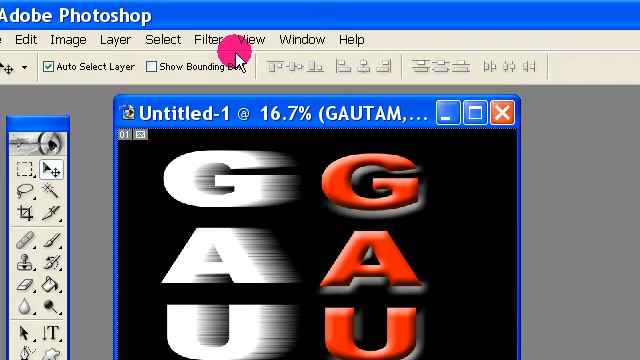 Adobe Photoshop
Edit Image Layer Select Filter View Window Help
Auto Select Layer Show Bounding
Untitled-1 @ 16.7% (GAUTAM,...
01
G G
A A
U U